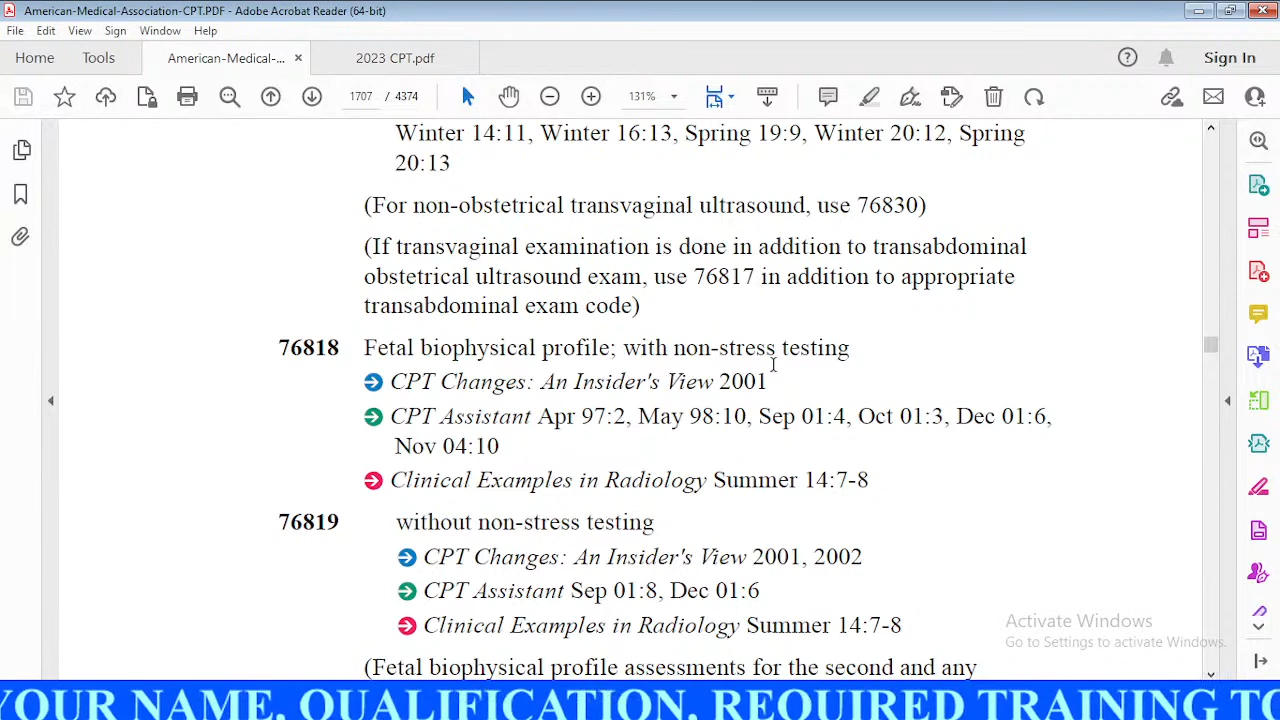 American-Medical-Association-CPT.PDF - Adobe Acrobat Reader (64-bit)
File Edit View Sign Window Help
Home Tools American-Medical-... × 2023 CPT.pdf Sign In
1707 / 4374 131%
Winter 14:11, Winter 16:13, Spring 19:9, Winter 20:12, Spring
20:13
(For non-obstetrical transvaginal ultrasound, use 76830)
(If transvaginal examination is done in addition to transabdominal
obstetrical ultrasound exam, use 76817 in addition to appropriate
transabdominal exam code)
76818 Fetal biophysical profile; with non-stress testing
CPT Changes: An Insider's View 2001
CPT Assistant Apr 97:2, May 98:10, Sep 01:4, Oct 01:3, Dec 01:6,
Nov 04:10
Clinical Examples in Radiology Summer 14:7-8
76819 without non-stress testing
CPT Changes: An Insider's View 2001, 2002
CPT Assistant Sep 01:8, Dec 01:6
Clinical Examples in Radiology Summer 14:7-8
(Fetal biophysical profile assessments for the second and any
Activate Windows
Go to Settings to activate Windows.
YOUR NAME, QUALIFICATION, REQUIRED TRAINING TO